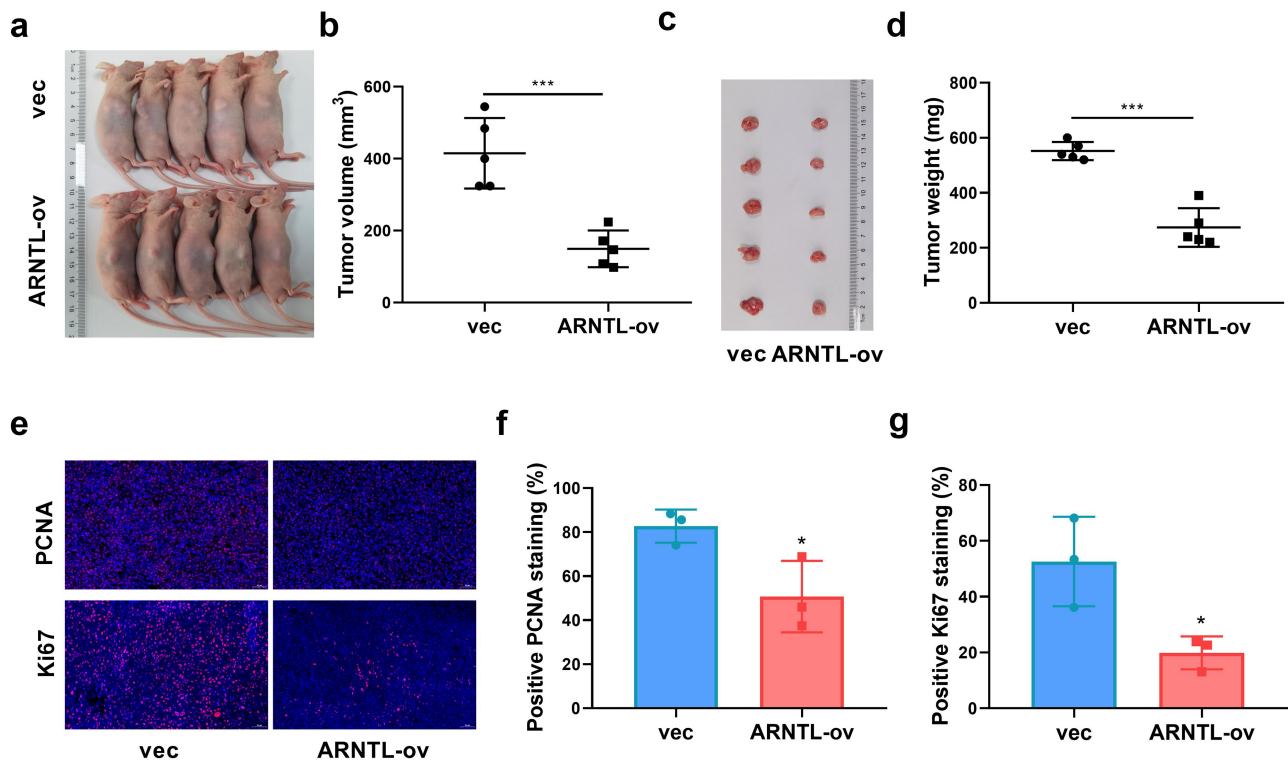 a
vec
ARNTL-ov
b
Tumor volume (mm³)
600
400
200
0
***
vec
ARNTL-ov
c
vec ARNTL-ov
d
Tumor weight (mg)
800
600
400
200
0
***
vec
ARNTL-ov
e
PCNA
Ki67
vec
ARNTL-ov
f
Positive PCNA staining (%)
100
80
60
40
20
0
*
vec
ARNTL-ov
g
Positive Ki67 staining (%)
80
60
40
20
0
*
vec
ARNTL-ov